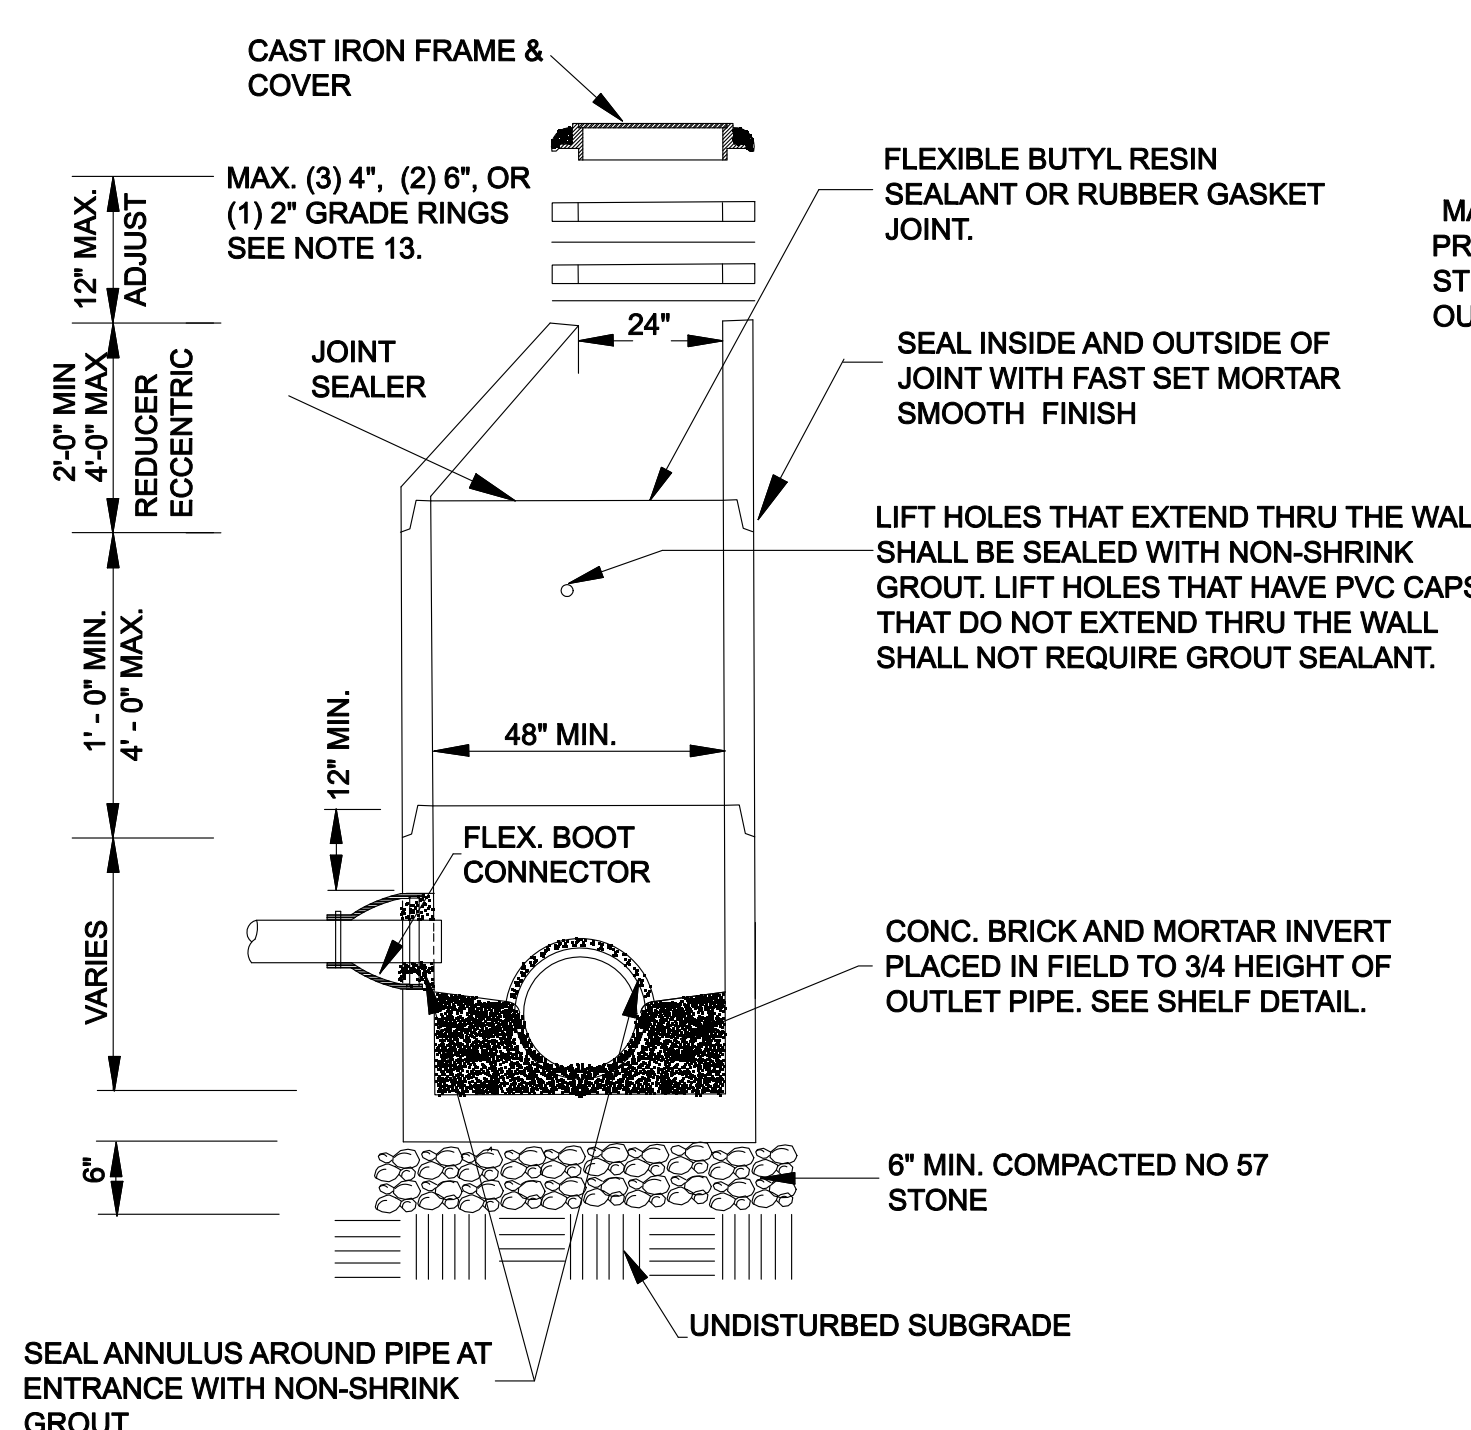 CAST IRON FRAME &
COVER
MAX. (3) 4", (2) 6", OR
(1) 2" GRADE RINGS
SEE NOTE 13.
FLEXIBLE BUTYL RESIN
SEALANT OR RUBBER GASKET
JOINT.
12" MAX.
ADJUST
24"
JOINT
SEALER
SEAL INSIDE AND OUTSIDE OF
JOINT WITH FAST SET MORTAR
SMOOTH FINISH
2'-0" MIN
4'-0" MAX
REDUCER
ECCENTRIC
LIFT HOLES THAT EXTEND THRU THE WAL
SHALL BE SEALED WITH NON-SHRINK
GROUT. LIFT HOLES THAT HAVE PVC CAPS
THAT DO NOT EXTEND THRU THE WALL
SHALL NOT REQUIRE GROUT SEALANT.
1' - 0" MIN.
4' - 0" MAX.
12" MIN.
48" MIN.
FLEX. BOOT
CONNECTOR
VARIES
CONC. BRICK AND MORTAR INVERT
PLACED IN FIELD TO 3/4 HEIGHT OF
OUTLET PIPE. SEE SHELF DETAIL.
6"
6" MIN. COMPACTED NO 57
STONE
UNDISTURBED SUBGRADE
SEAL ANNULUS AROUND PIPE AT
ENTRANCE WITH NON-SHRINK
GROUT
MA
PR
ST
OU